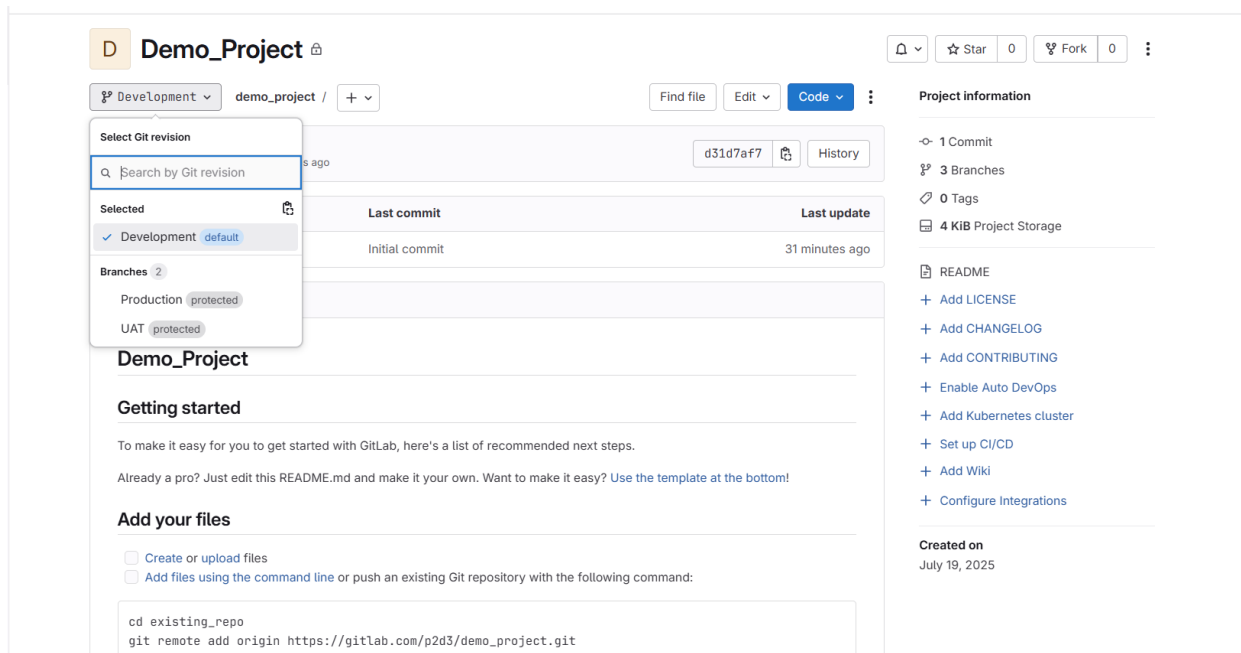 D Demo_Project
Star 0 Fork 0
Development demo_project / +
Find file Edit Code
Select Git revision
Search by Git revision
Selected
Development default
Branches 2
Production protected
UAT protected
s ago
d31d7af7 History
Last commit Last update
Initial commit 31 minutes ago
Demo_Project
Getting started
To make it easy for you to get started with GitLab, here's a list of recommended next steps.
Already a pro? Just edit this README.md and make it your own. Want to make it easy? Use the template at the bottom!
Add your files
Create or upload files
Add files using the command line or push an existing Git repository with the following command:
cd existing_repo
git remote add origin https://gitlab.com/p2d3/demo_project.git
Project information
1 Commit
3 Branches
0 Tags
4 KiB Project Storage
README
+ Add LICENSE
+ Add CHANGELOG
+ Add CONTRIBUTING
+ Enable Auto DevOps
+ Add Kubernetes cluster
+ Set up CI/CD
+ Add Wiki
+ Configure Integrations
Created on
July 19, 2025